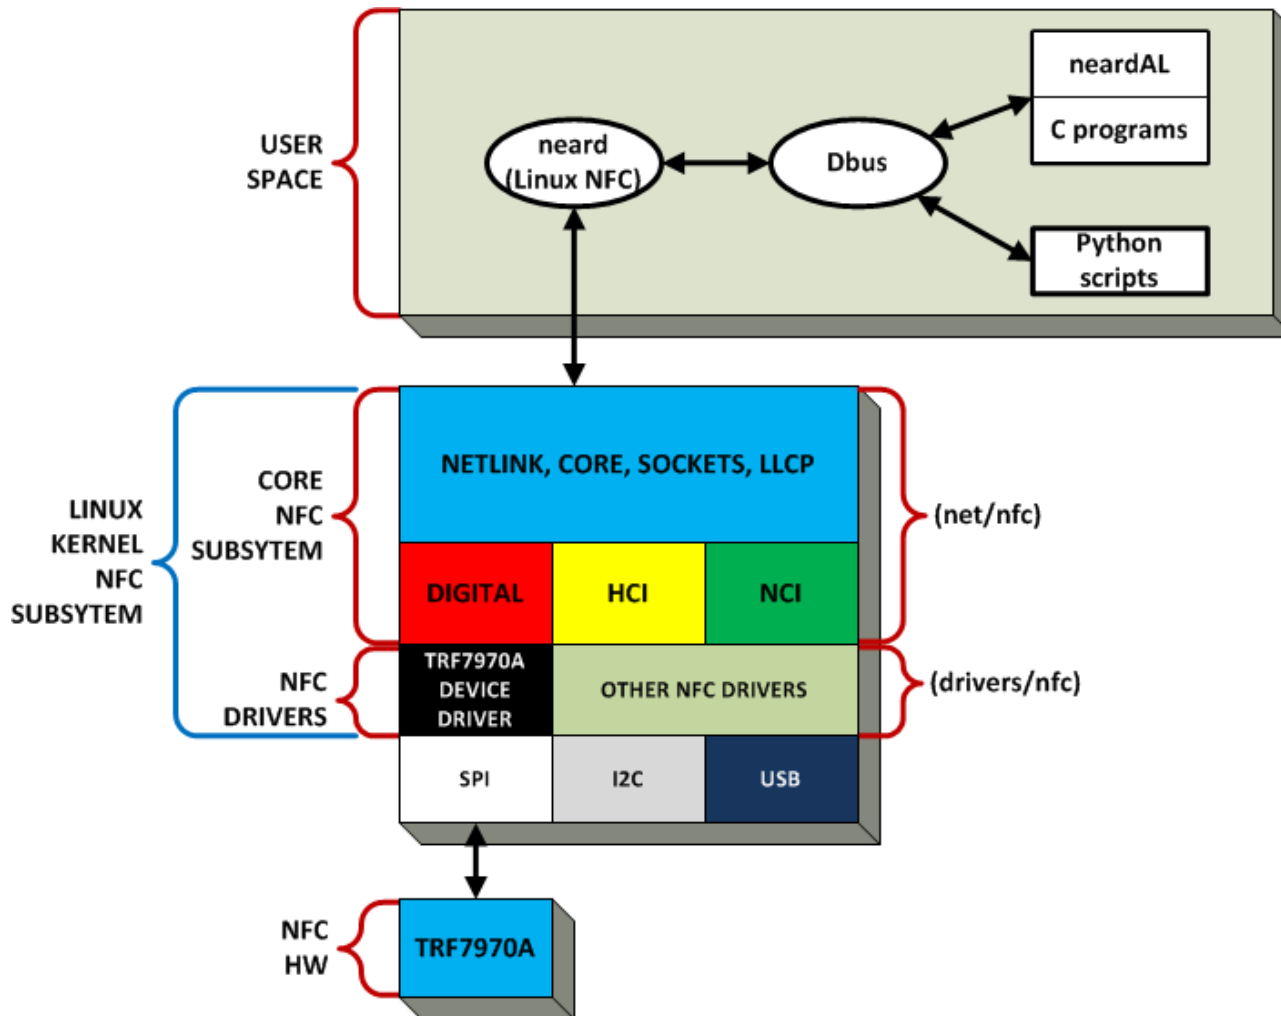 USER
SPACE
neard
(Linux NFC)
Dbus
neardAL
C programs
Python
scripts
LINUX
KERNEL
NFC
SUBSYTEM
CORE
NFC
SUBSYTEM
NETLINK, CORE, SOCKETS, LLCP
(net/nfc)
DIGITAL
HCI
NCI
NFC
DRIVERS
TRF7970A
DEVICE
DRIVER
OTHER NFC DRIVERS
(drivers/nfc)
SPI
I2C
USB
NFC
HW
TRF7970A